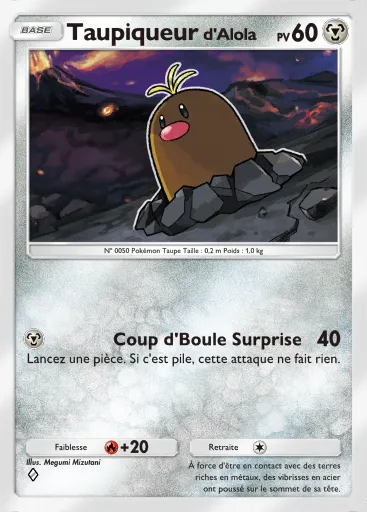 BASE Taupiqueur d'Alola PV 60
N° 0050 Pokémon Taupe Taille : 0,2 m Poids : 1.0 kg
Coup d'Boule Surprise 40
Lancez une pièce. Si c'est pile, cette attaque ne fait rien.
Faiblesse +20 Retraite
Illus. Megumi Mizutani
À force d'être en contact avec des terres
riches en métaux, des vibrisses en acier
ont poussé sur le sommet de sa tête.